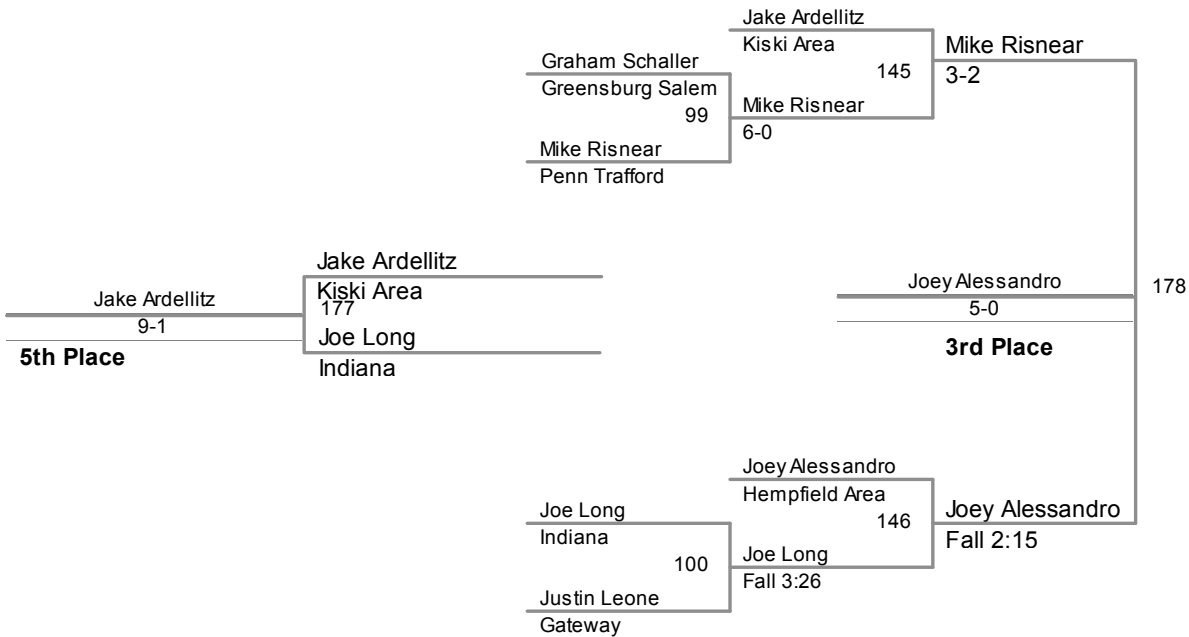 Jake Ardellitz
Kiski Area
145
Mike Risnear
3-2
Graham Schaller
Greensburg Salem
99
Mike Risnear
6-0
Mike Risnear
Penn Trafford
Jake Ardellitz
Kiski Area
177
Joe Long
Indiana
Jake Ardellitz
9-1
5th Place
Joey Alessandro
5-0
3rd Place
178
Joey Alessandro
Hempfield Area
146
Joey Alessandro
Fall 2:15
Joe Long
Indiana
100
Joe Long
Fall 3:26
Justin Leone
Gateway